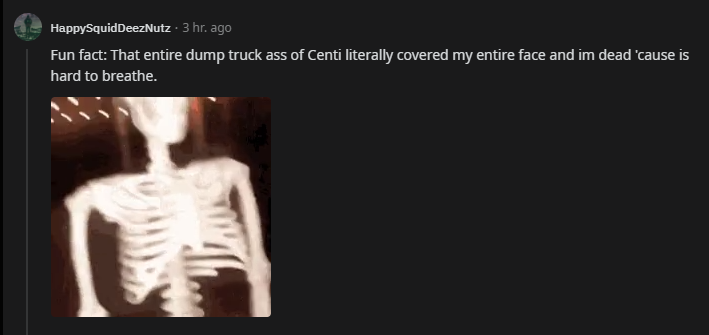 HappySquidDeezNutz · 3 hr. ago
Fun fact: That entire dump truck ass of Centi literally covered my entire face and im dead 'cause is
hard to breathe.